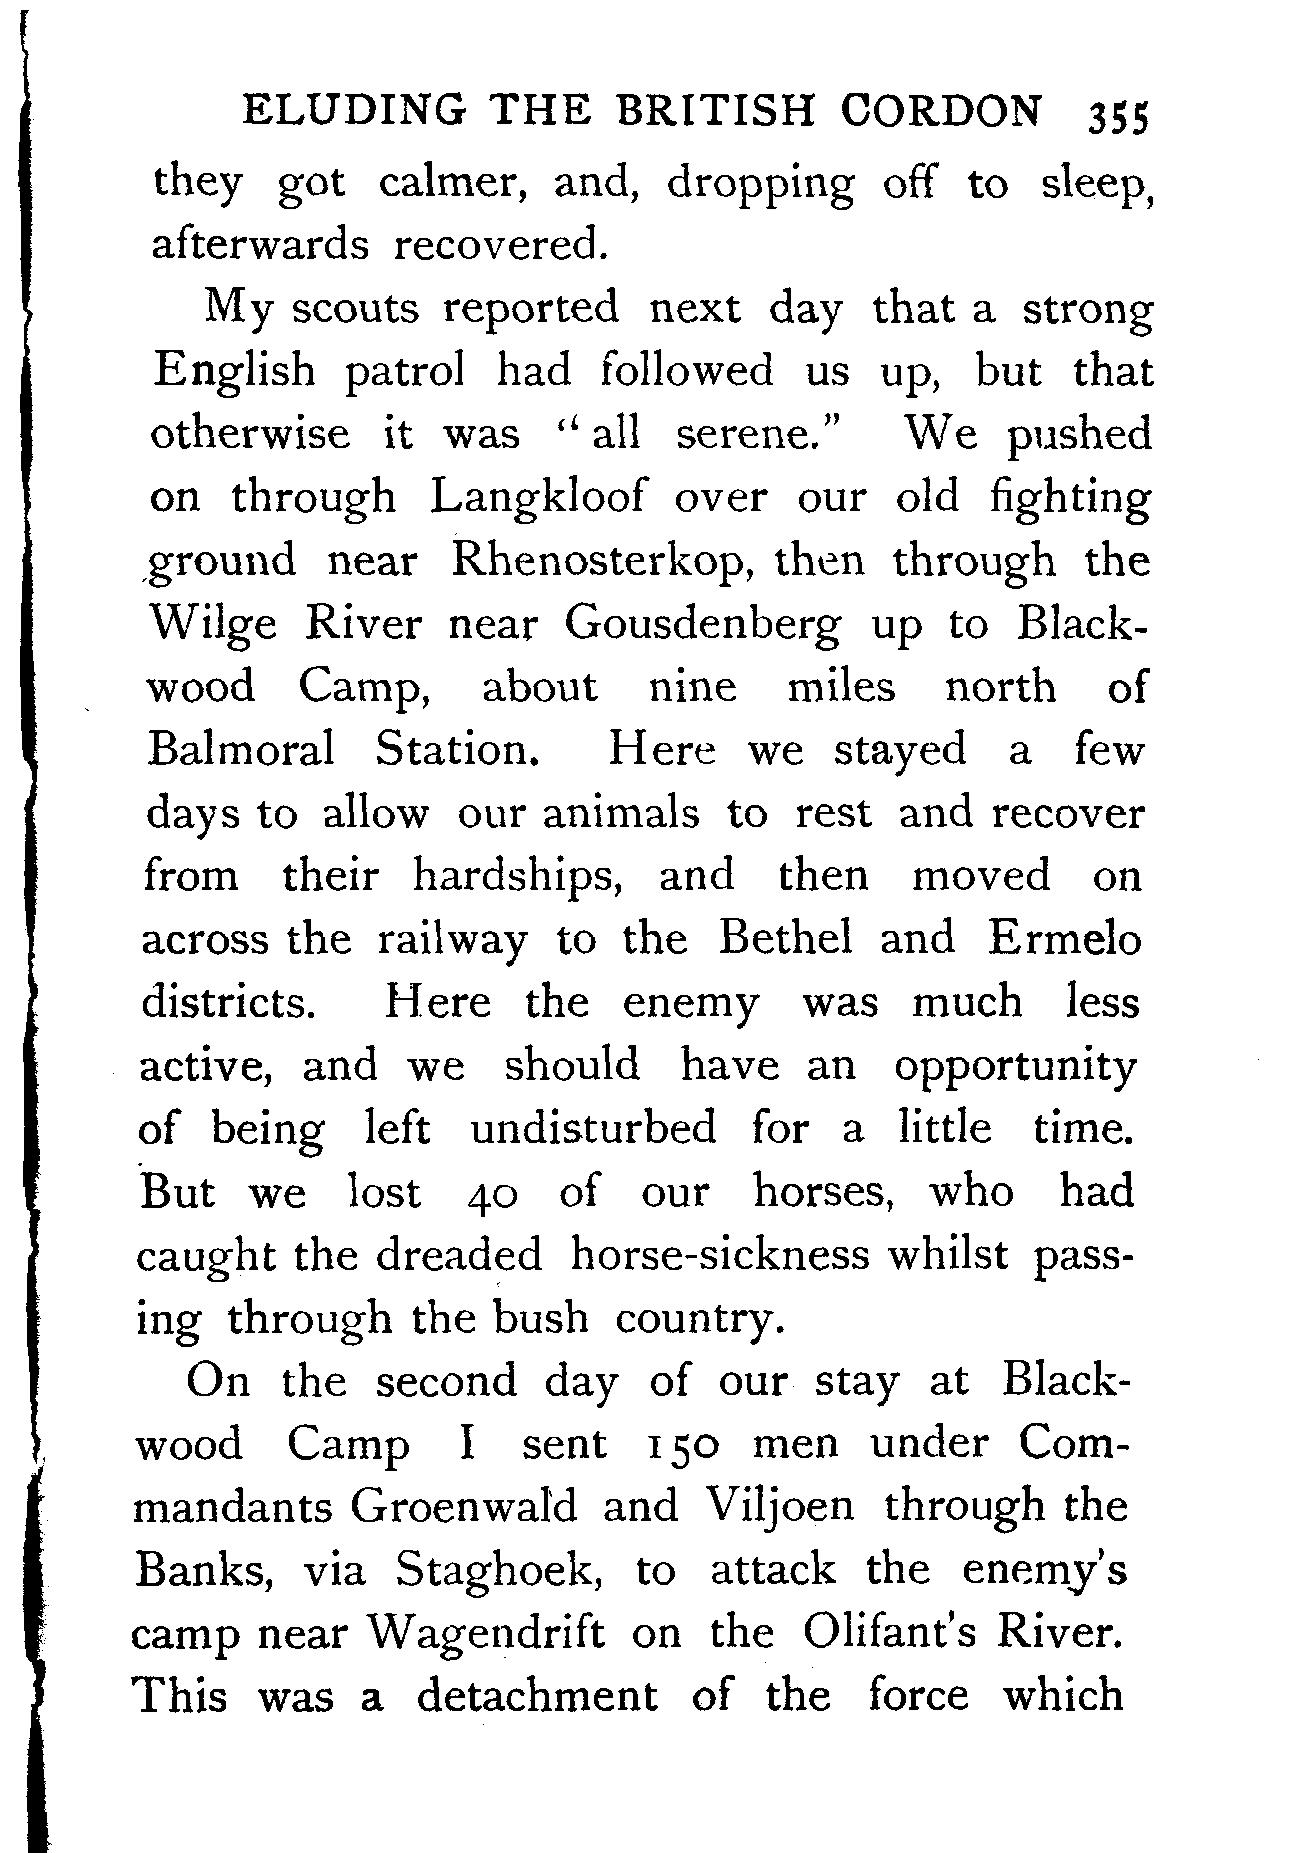 ELUDING THE BRITISH CORDON 355
they got calmer, and, dropping off to sleep,
afterwards recovered.
My scouts reported next day that a strong
English patrol had followed us up, but that
otherwise it was “all serene.” We pushed
on through Langkloof over our old fighting
ground near Rhenosterkop, then through the
Wilge River near Gousdenberg up to Black-
wood Camp, about nine miles north of
Balmoral Station. Here we stayed a few
days to allow our animals to rest and recover
from their hardships, and then moved on
across the railway to the Bethel and Ermelo
districts. Here the enemy was much less
active, and we should have an opportunity
of being left undisturbed for a little time.
But we lost 40 of our horses, who had
caught the dreaded horse-sickness whilst pass-
ing through the bush country.
On the second day of our stay at Black-
wood Camp I sent 150 men under Com-
mandants Groenwald and Viljoen through the
Banks, via Staghoek, to attack the enemy's
camp near Wagendrift on the Olifant's River.
This was a detachment of the force which